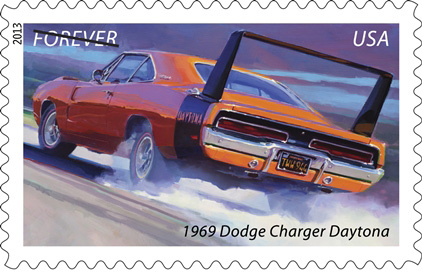 2013
FOREVER
USA
DAYTONA
1969 Dodge Charger Daytona